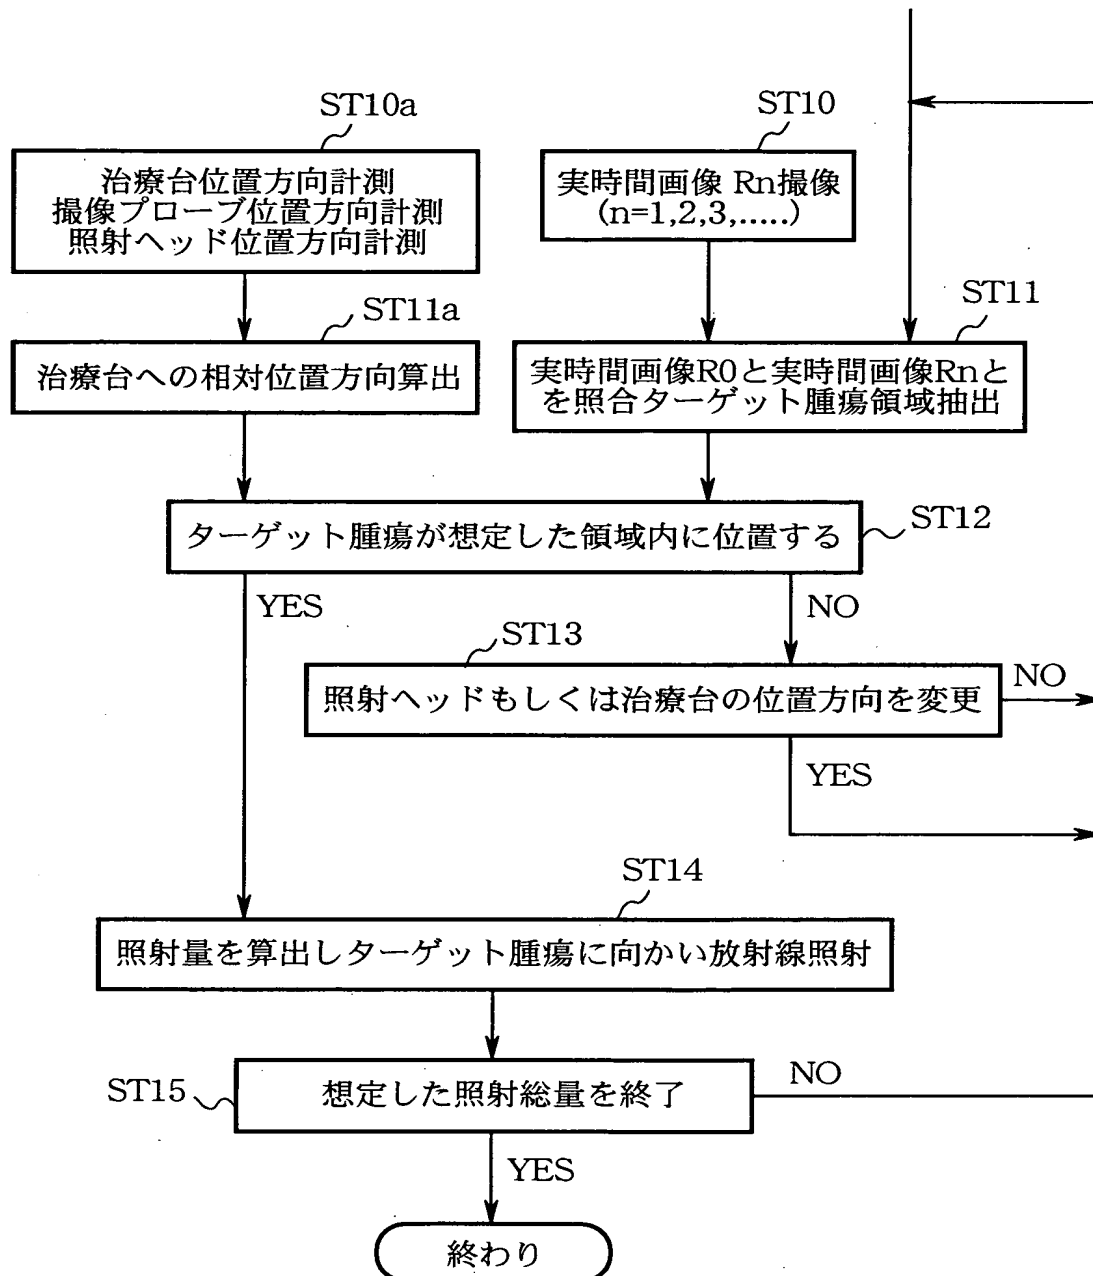 ST10a
治療台位置方向計測
撮像プローブ位置方向計測
照射ヘッド位置方向計測
ST10
実時間画像 Rn撮像
(n=1,2,3,.....)
ST11a
治療台への相対位置方向算出
ST11
実時間画像R0と実時間画像Rnと
を照合ターゲット腫瘍領域抽出
ST12
ターゲット腫瘍が想定した領域内に位置する
YES
NO
ST13
照射ヘッドもしくは治療台の位置方向を変更
NO
YES
ST14
照射量を算出しターゲット腫瘍に向かい放射線照射
ST15
想定した照射総量を終了
NO
YES
終わり